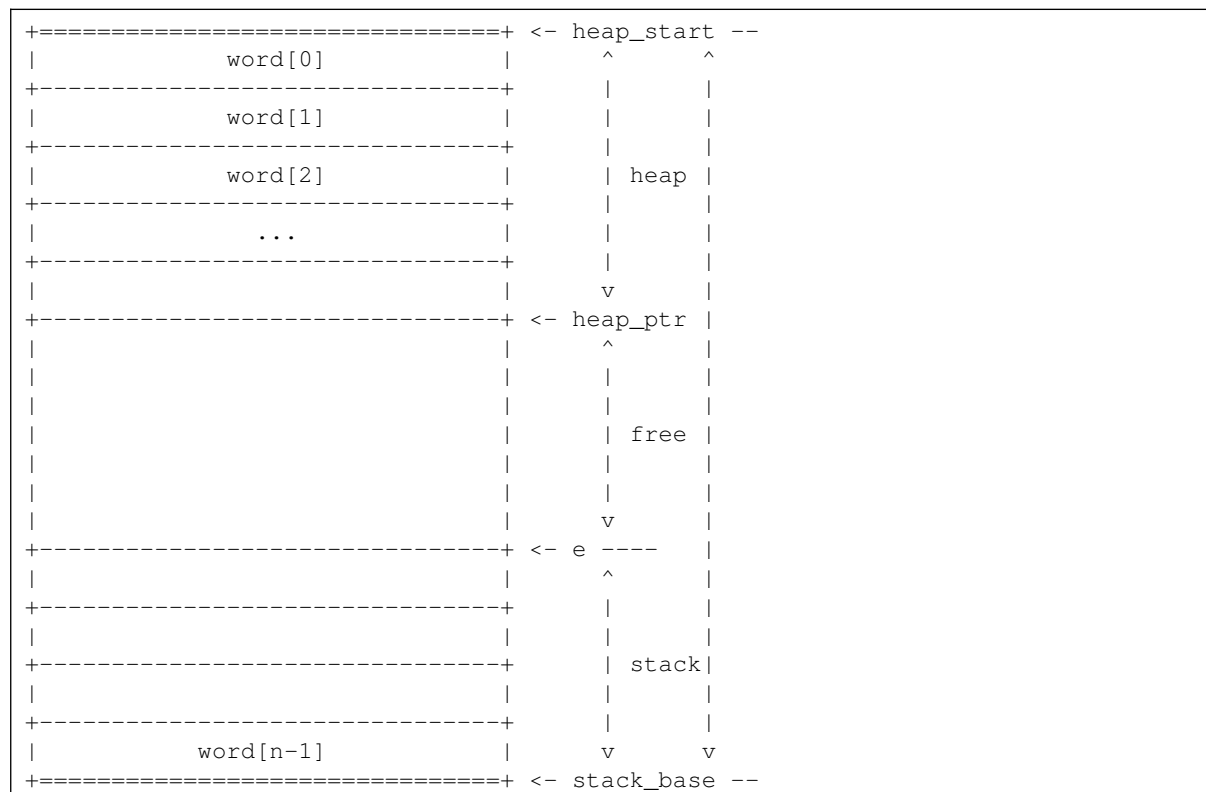 +================================+ <- heap_start --
|             word[0]            |      ^      ^
+--------------------------------+      |      |
|             word[1]            |      |      |
+--------------------------------+      |      |
|             word[2]            |      | heap |
+--------------------------------+      |      |
|               ...              |      |      |
+--------------------------------+      |      |
|                                |      v      |
+--------------------------------+ <- heap_ptr |
|                                |      ^      |
|                                |      |      |
|                                |      |      |
|                                |      | free |
|                                |      |      |
|                                |      |      |
|                                |      v      |
+--------------------------------+ <- e ----   |
|                                |      ^      |
+--------------------------------+      |      |
|                                |      |      |
+--------------------------------+      | stack|
|                                |      |      |
+--------------------------------+      |      |
|           word[n-1]            |      v      v
+================================+ <- stack_base --